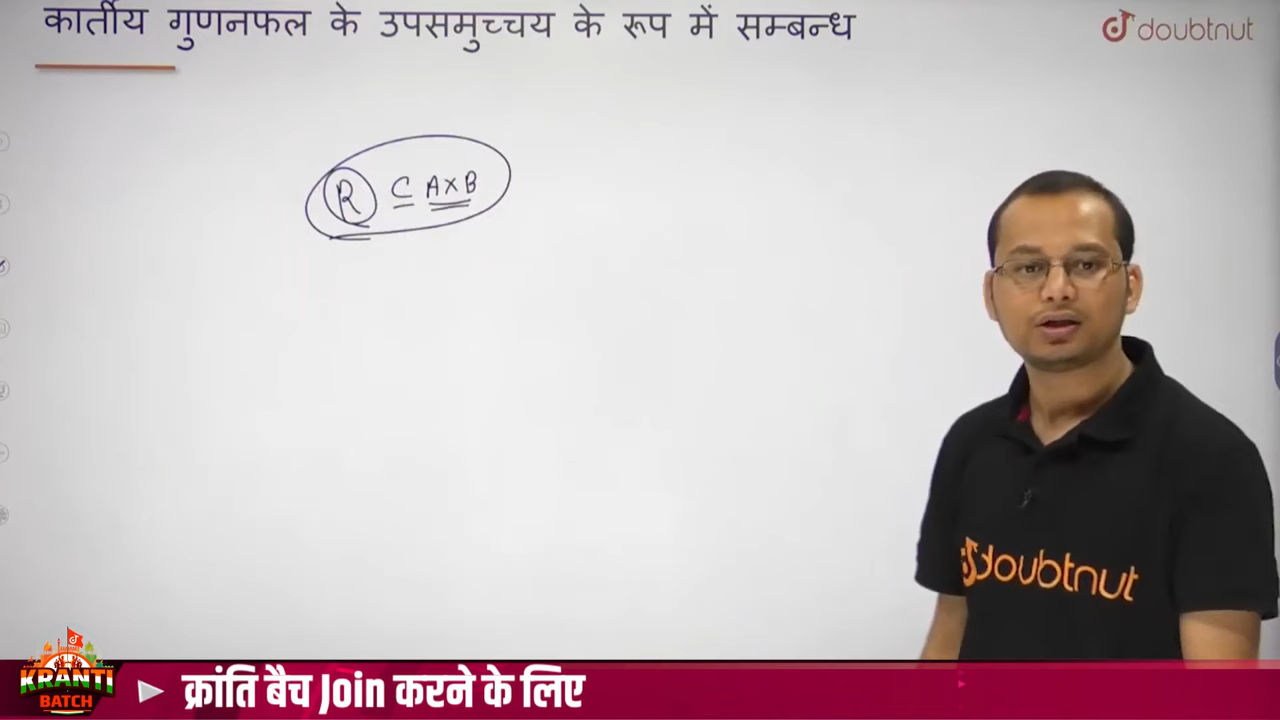 कार्तीय गुणनफल के उपसमुच्चय के रूप में सम्बन्ध
doubtnut
R ⊆ A×B
doubtnut
KRANTI
BATCH
क्रांति बैच Join करने के लिए